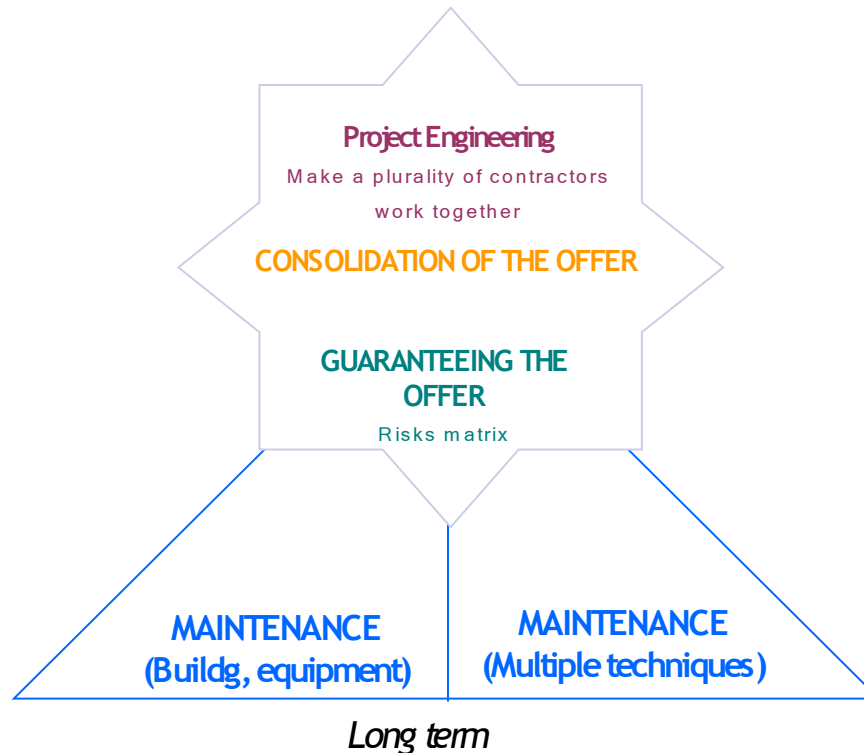 Project Engineering
Make a plurality of contractors
work together
CONSOLIDATION OF THE OFFER
GUARANTEEING THE
OFFER
Risks matrix
MAINTENANCE
(Buildg, equipment)
MAINTENANCE
(Multiple techniques)
Long term